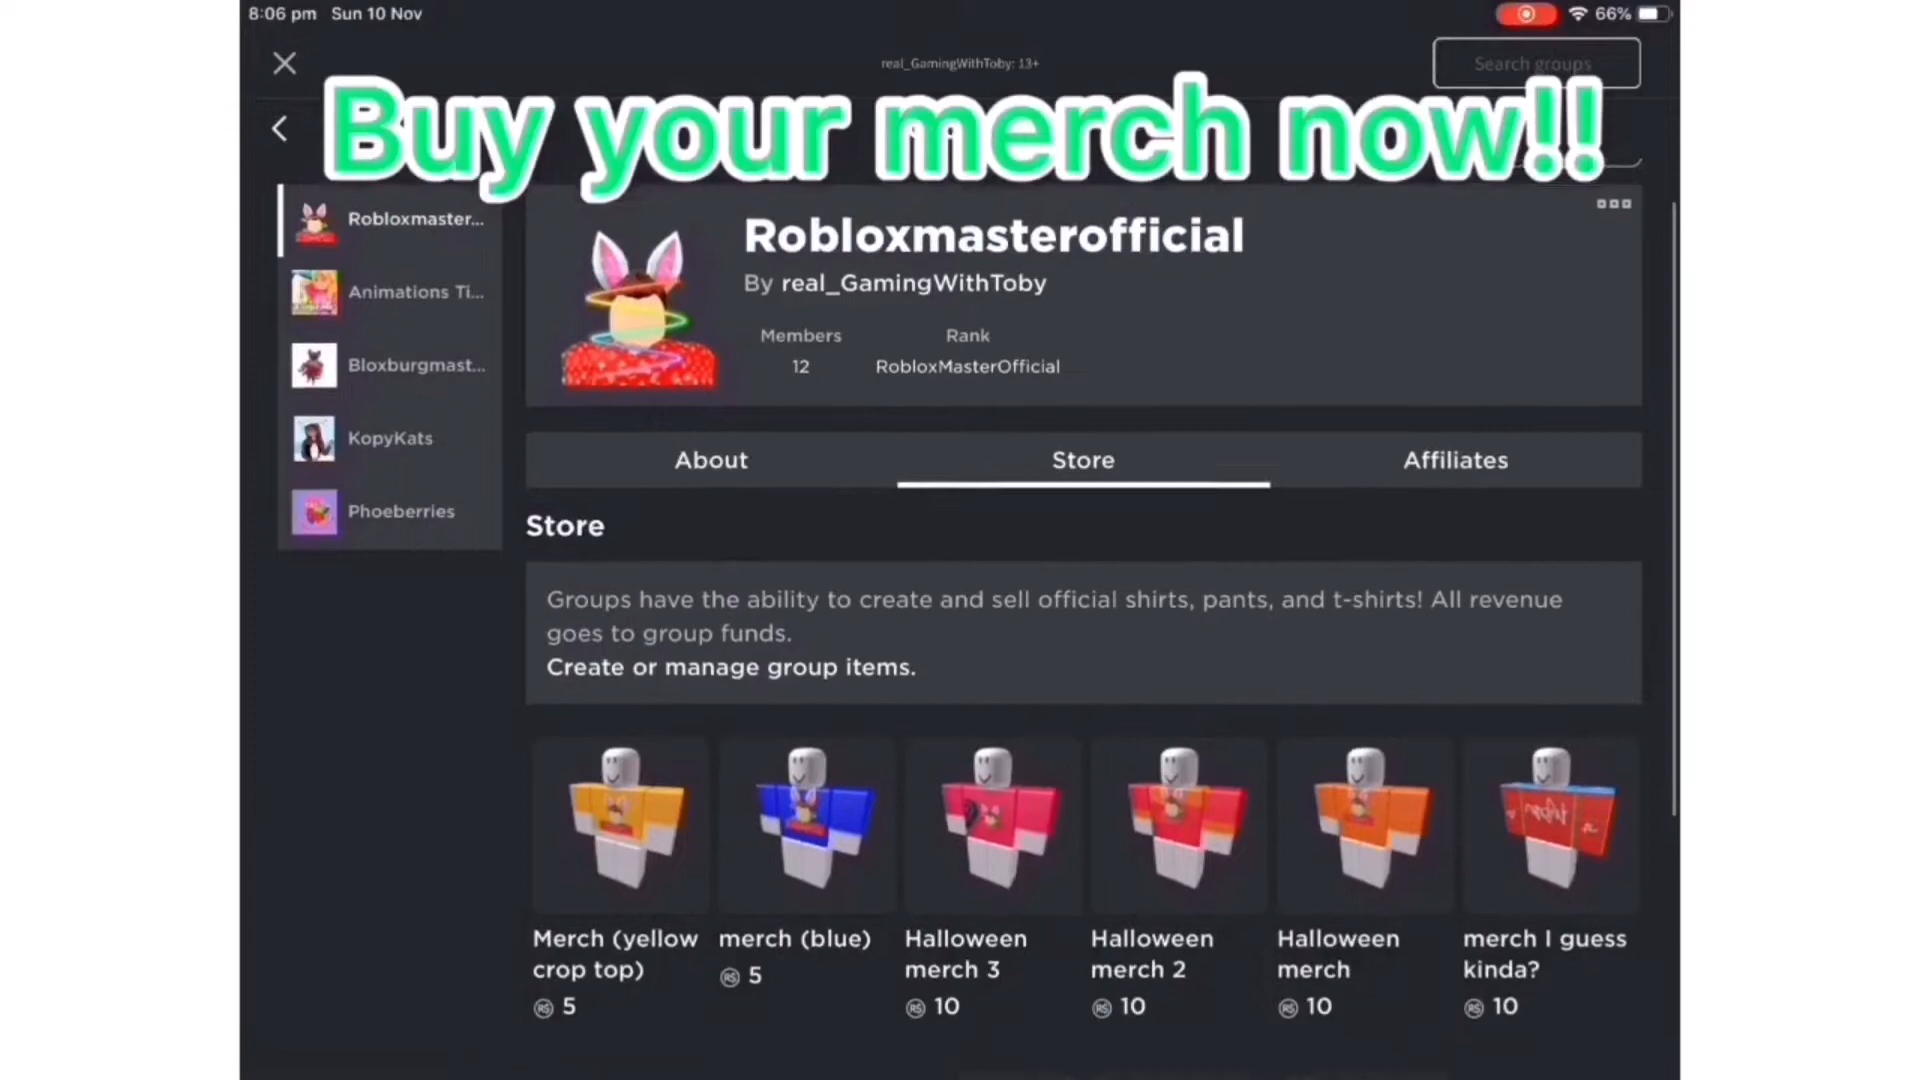 8:06 pm Sun 10 Nov
66%
real_GamingWithToby: 13+
Search groups
Buy your merch now!!
Robloxmaster...
Animations Ti...
Bloxburgmast...
KopyKats
Phoeberries
Robloxmasterofficial
By real_GamingWithToby
Members Rank
12 RobloxMasterOfficial
About Store Affiliates
Store
Groups have the ability to create and sell official shirts, pants, and t-shirts! All revenue
goes to group funds.
Create or manage group items.
Merch (yellow
crop top)
5
merch (blue)
5
Halloween
merch 3
10
Halloween
merch 2
10
Halloween
merch
10
merch I guess
kinda?
10